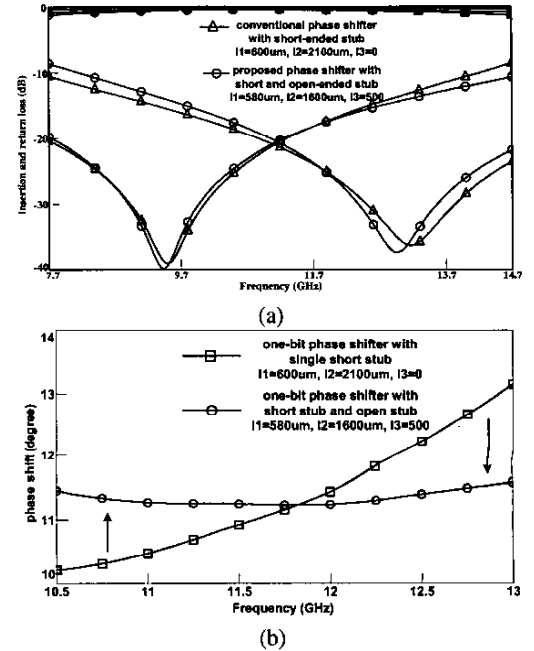 (a)
0
-10
-20
-30
-40
Insertion and return loss (dB)
conventional phase shifter
with short-ended stub
l1=600um, l2=2100um, l3=0
proposed phase shifter with
short and open-ended stub
l1=580um, l2=1600um, l3=500
7.7 9.7 11.7 13.7 14.7
Frequency (GHz)
(a)
14
13
12
11
10
phase shift (degree)
one-bit phase shifter with
single short stub
l1=600um, l2=2100um, l3=0
one-bit phase shifter with
short stub and open stub
l1=580um, l2=1600um, l3=500
10.5 11 11.5 12 12.5 13
Frequency (GHz)
(b)